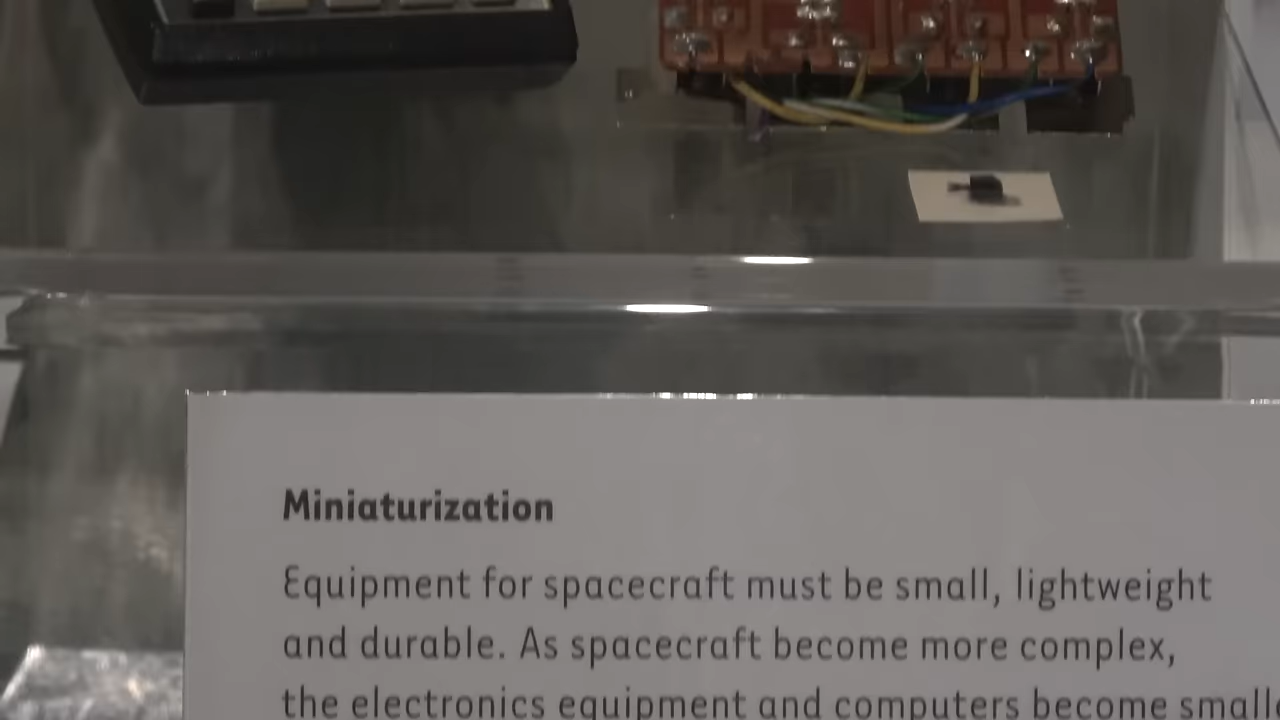 Miniaturization
Equipment for spacecraft must be small, lightweight
and durable. As spacecraft become more complex,
the electronics equipment and computers become